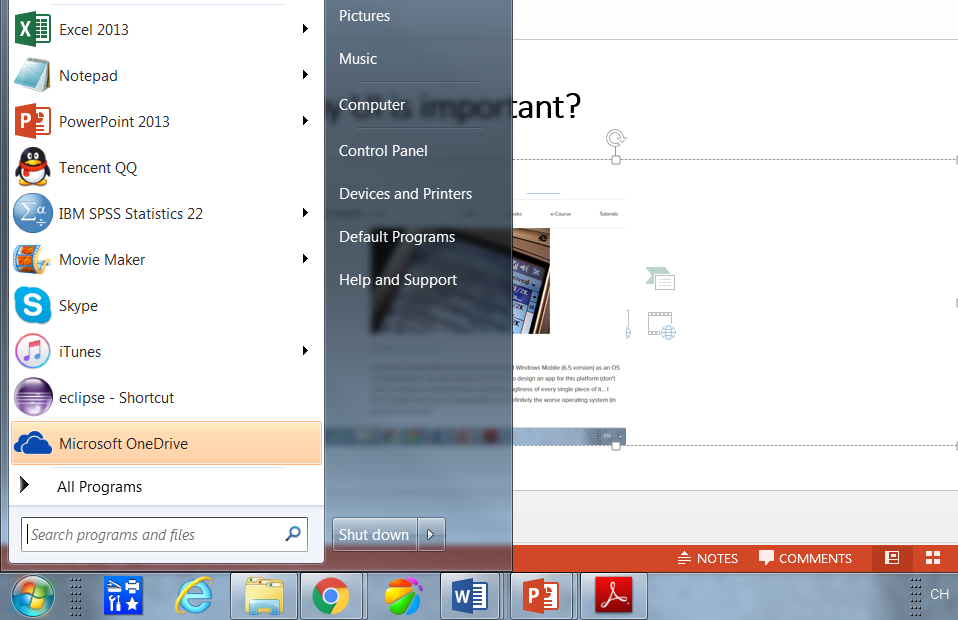 Excel 2013
Notepad
PowerPoint 2013
Tencent QQ
IBM SPSS Statistics 22
Movie Maker
Skype
iTunes
eclipse - Shortcut
Microsoft OneDrive
All Programs
Search programs and files
Pictures
Music
Computer
Control Panel
Devices and Printers
Default Programs
Help and Support
Shut down
y UI is important?
e-Course
Tutorials
Windows Mobile (6.5 version) as an OS
o design an app for this platform (don't
gliness of every single piece of it... I
finitely the worse operating system (in
EN
NOTES
COMMENTS
CH